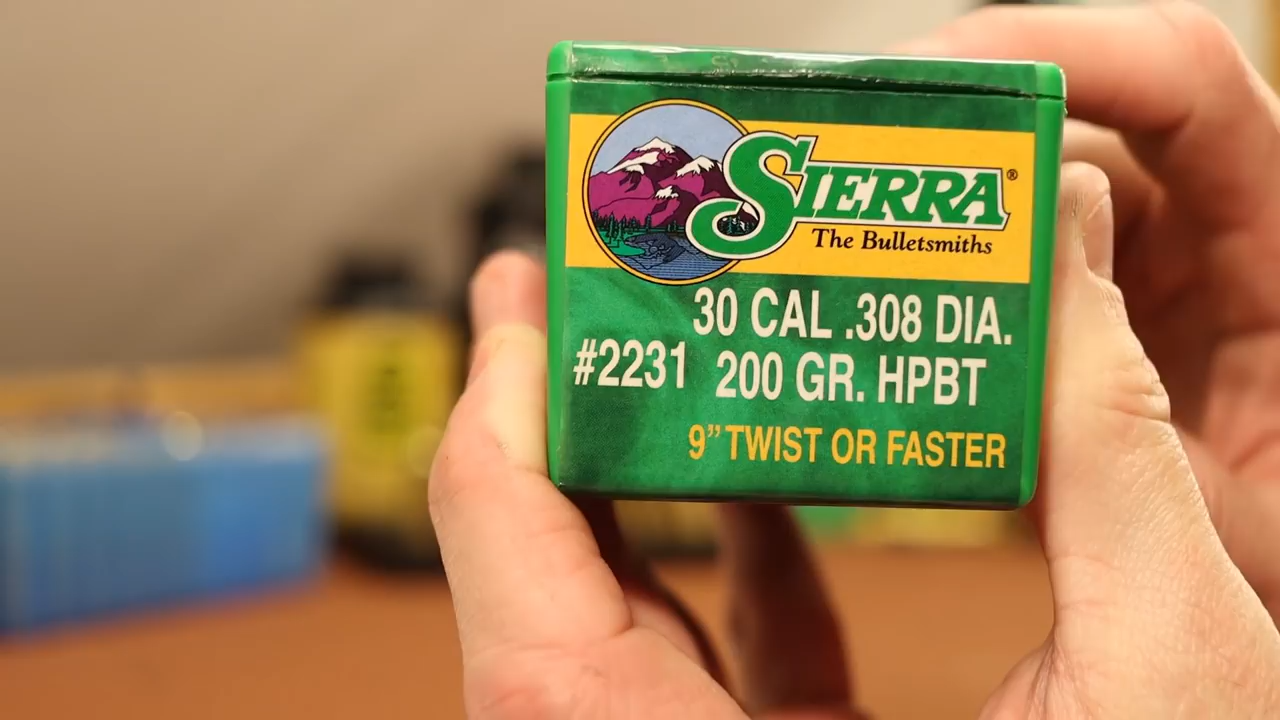 SIERRA®
The Bulletsmiths
30 CAL .308 DIA.
#2231 200 GR. HPBT
9” TWIST OR FASTER